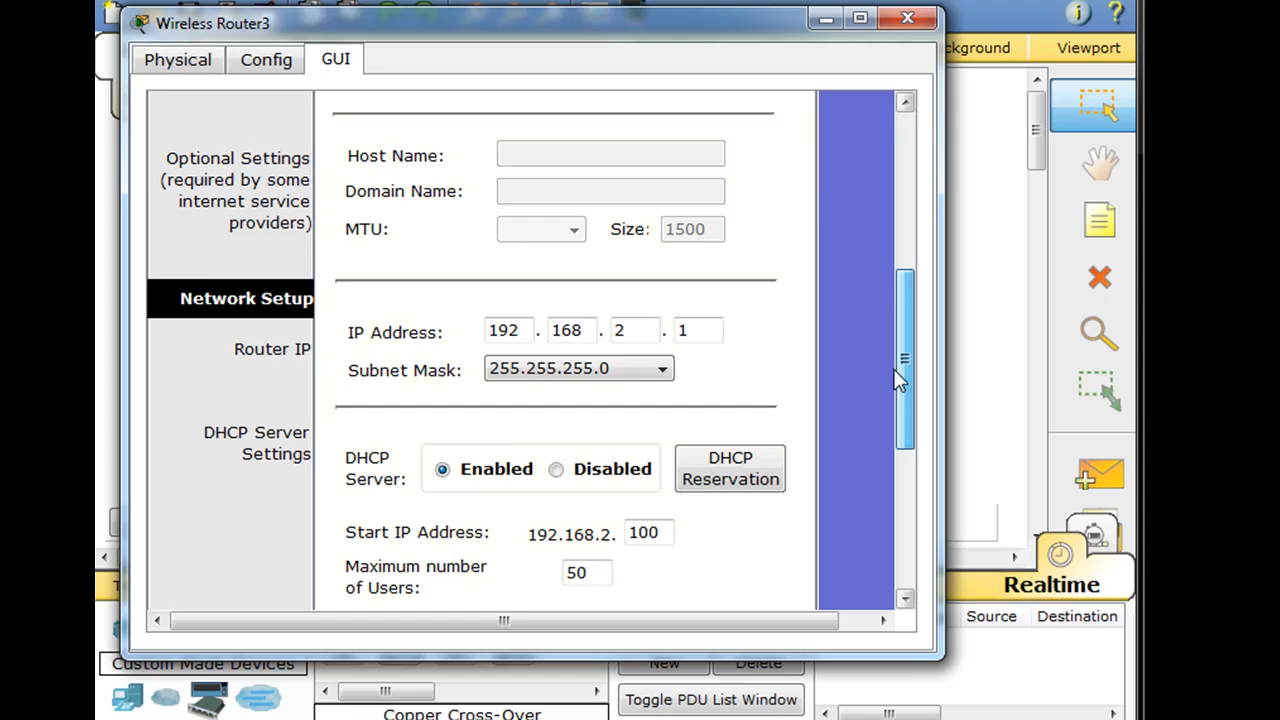 Wireless Router3
i ?
Physical Config GUI
ckground Viewport
Optional Settings
(required by some
internet service
providers)
Host Name:
Domain Name:
MTU: Size: 1500
Network Setup
Router IP
IP Address: 192 . 168 . 2 . 1
Subnet Mask: 255.255.255.0
DHCP Server
Settings
DHCP
Server: Enabled Disabled
DHCP
Reservation
Start IP Address: 192.168.2. 100
Maximum number
of Users: 50
Realtime
Source Destination
Custom Made Devices
New Delete
Toggle PDU List Window
Copper Cross-Over